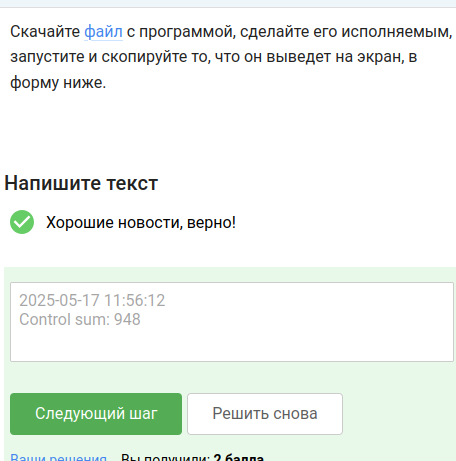 Скачайте файл с программой, сделайте его исполняемым,
запустите и скопируйте то, что он выведет на экран, в
форму ниже.
Напишите текст
Хорошие новости, верно!
2025-05-17 11:56:12
Control sum: 948
Следующий шаг
Решить снова
Ваши решения Вы получили: 2 балла